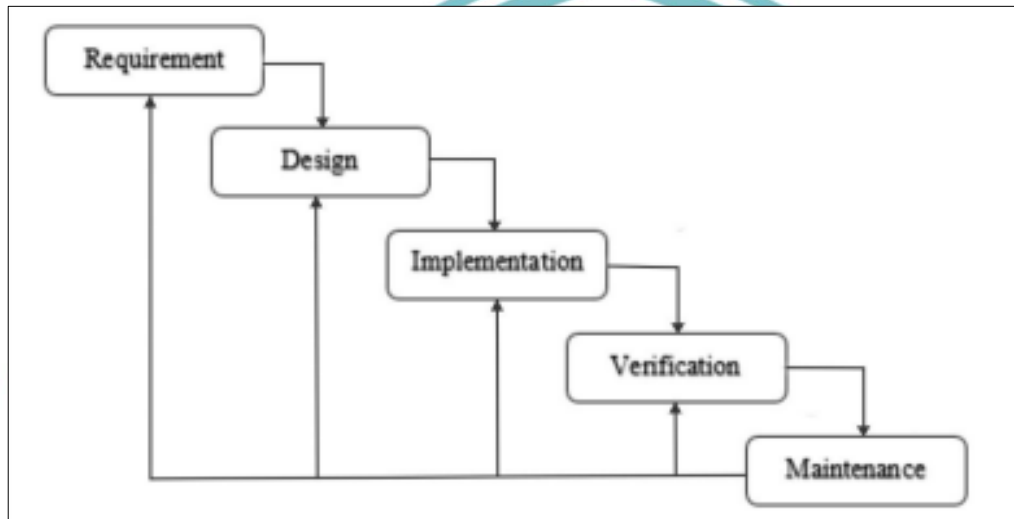 Requirement
Design
Implementation
Verification
Maintenance